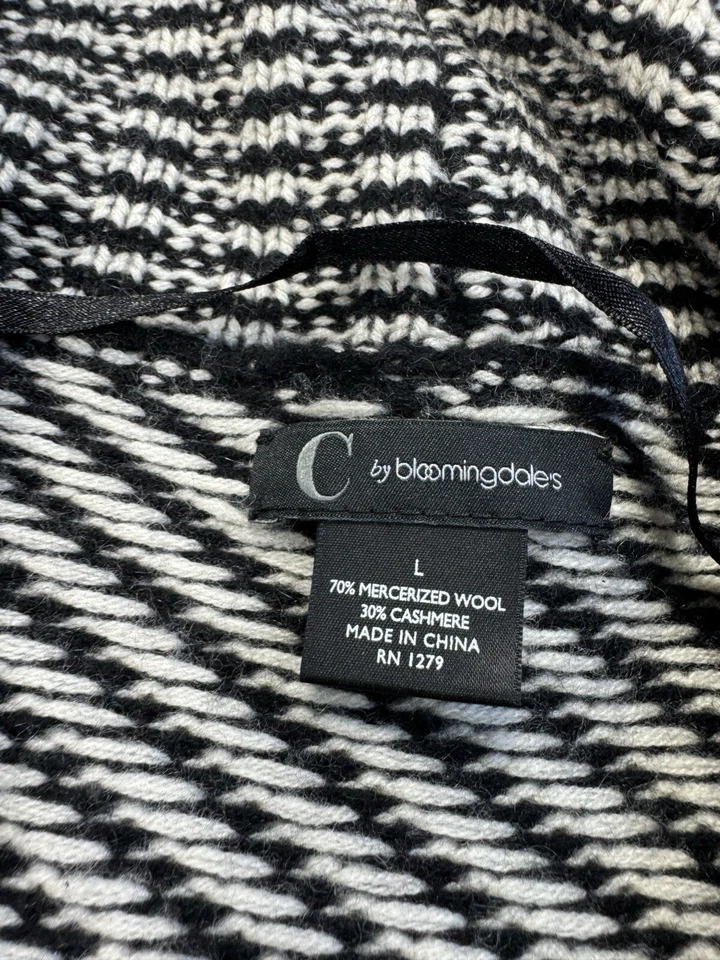 C by bloomingdale's
L
70% MERCERIZED WOOL
30% CASHMERE
MADE IN CHINA
RN 1279